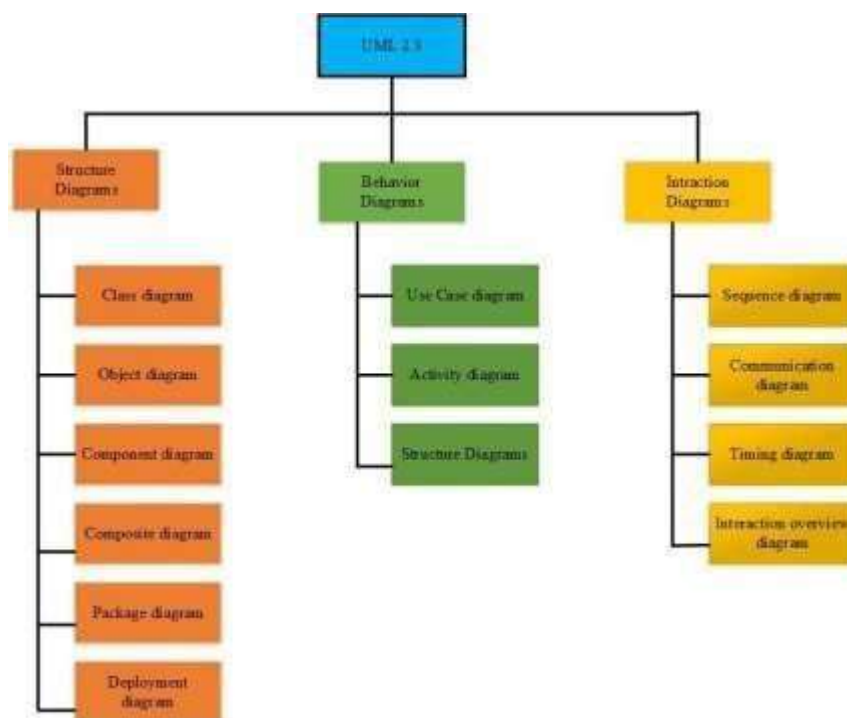 UML 2.3
Structure
Diagrams
Behavior
Diagrams
Intraction
Diagrams
Class diagram
Object diagram
Component diagram
Composite diagram
Package diagram
Deployment
diagram
Use Case diagram
Activity diagram
Structure Diagrams
Sequence diagram
Communication
diagram
Timing diagram
Interaction overview
diagram